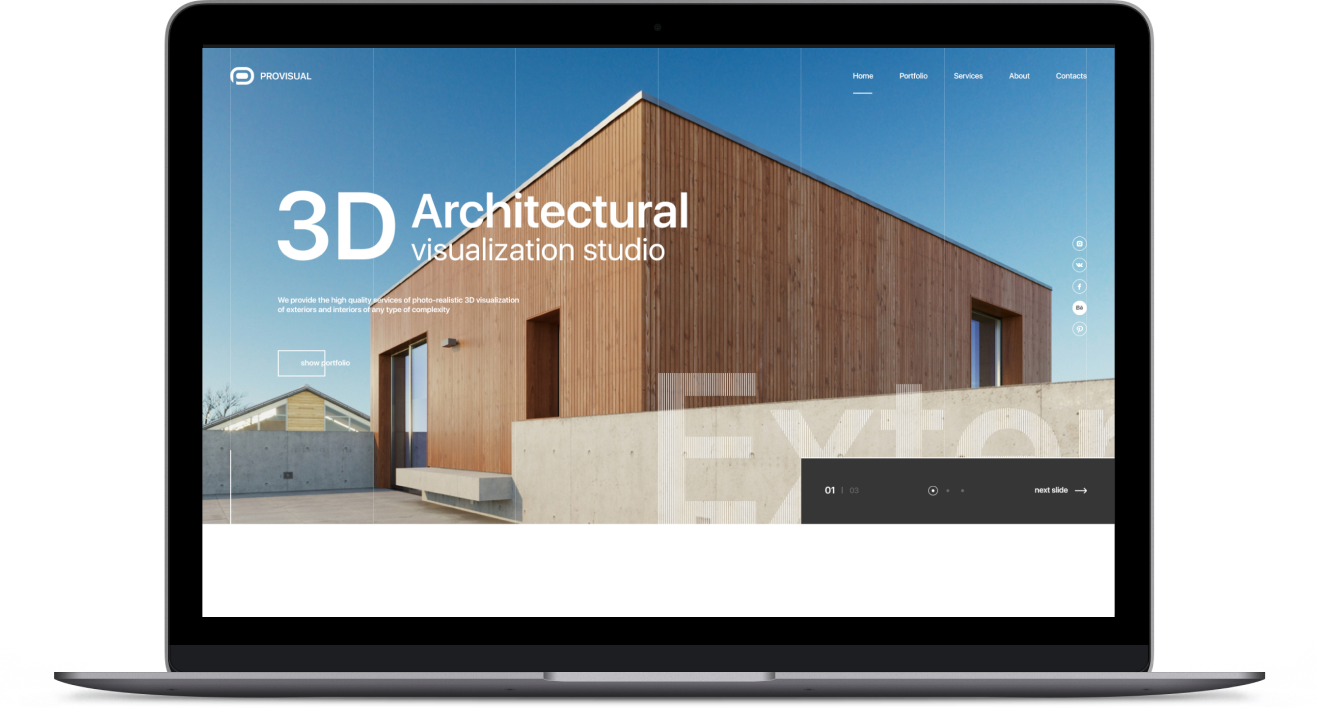 PROVISUAL
Home Portfolio Services About Contacts
3D Architectural
visualization studio
We provide the high quality services of photo-realistic 3D visualization
of exteriors and interiors of any type of complexity
show portfolio
Bē
Exter
01 | 03
next slide